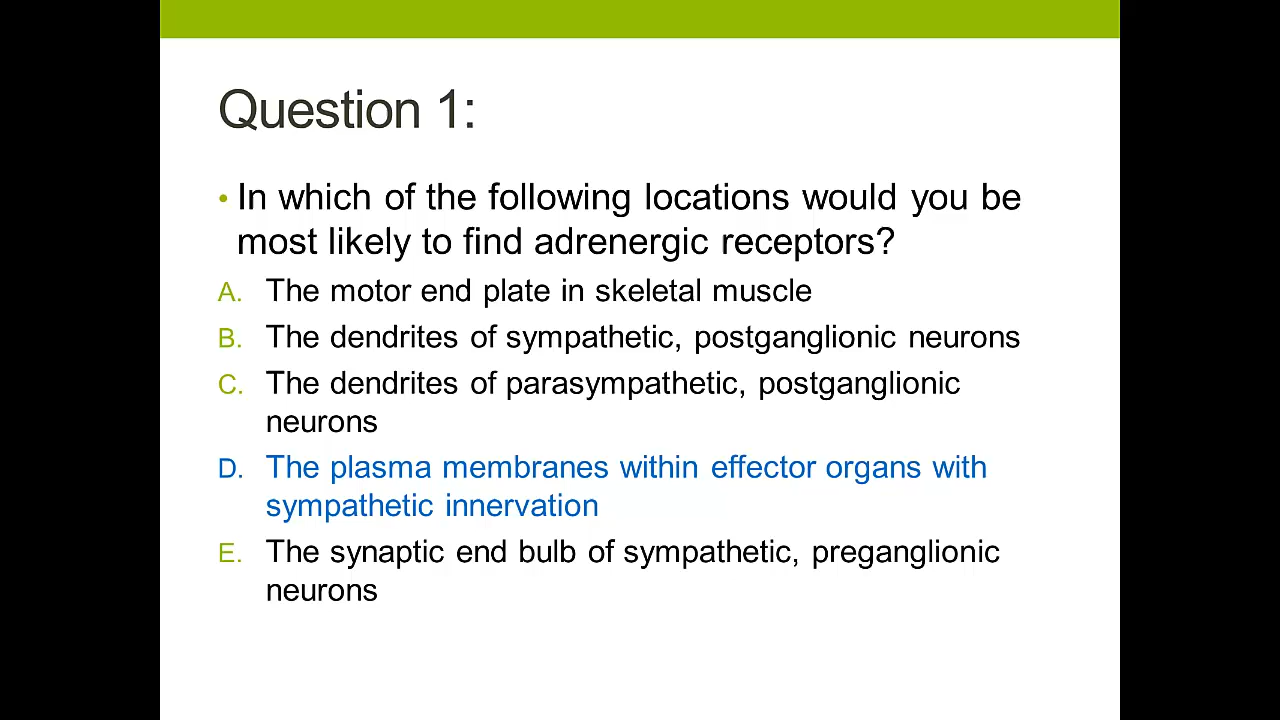 Question 1:
• In which of the following locations would you be
most likely to find adrenergic receptors?
A. The motor end plate in skeletal muscle
B. The dendrites of sympathetic, postganglionic neurons
C. The dendrites of parasympathetic, postganglionic
neurons
D. The plasma membranes within effector organs with
sympathetic innervation
E. The synaptic end bulb of sympathetic, preganglionic
neurons